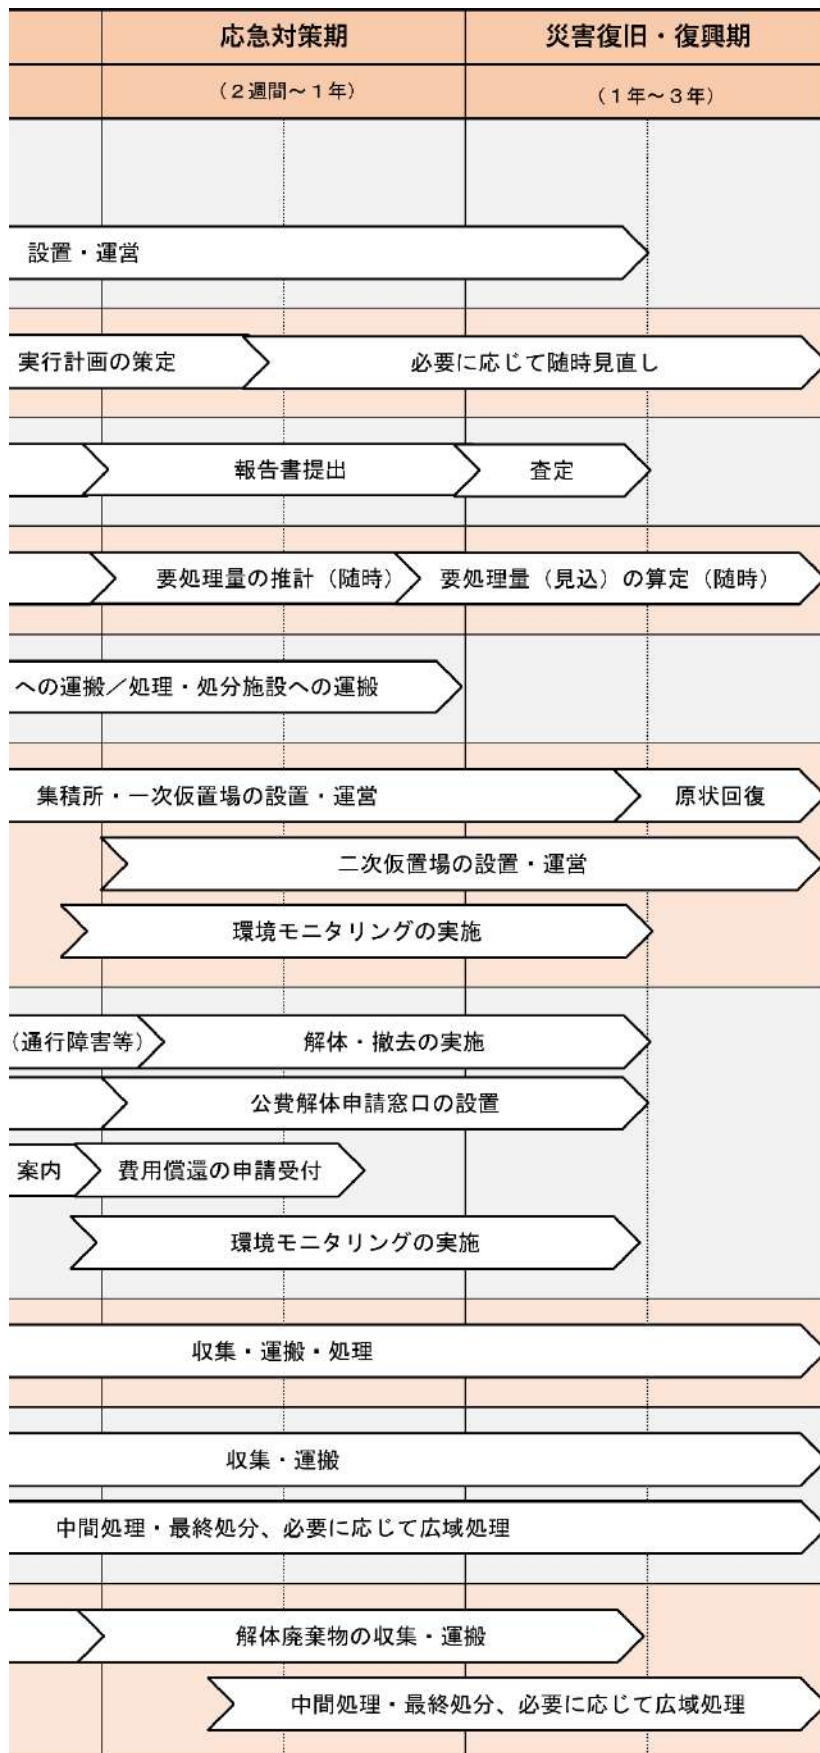 応急対策期
災害復旧・復興期
（２週間～１年）
（１年～３年）
設置・運営
実行計画の策定
必要に応じて随時見直し
報告書提出
査定
要処理量の推計（随時）
要処理量（見込）の算定（随時）
への運搬／処理・処分施設への運搬
集積所・一次仮置場の設置・運営
原状回復
二次仮置場の設置・運営
環境モニタリングの実施
（通行障害等）
解体・撤去の実施
公費解体申請窓口の設置
案内
費用償還の申請受付
環境モニタリングの実施
収集・運搬・処理
収集・運搬
中間処理・最終処分、必要に応じて広域処理
解体廃棄物の収集・運搬
中間処理・最終処分、必要に応じて広域処理